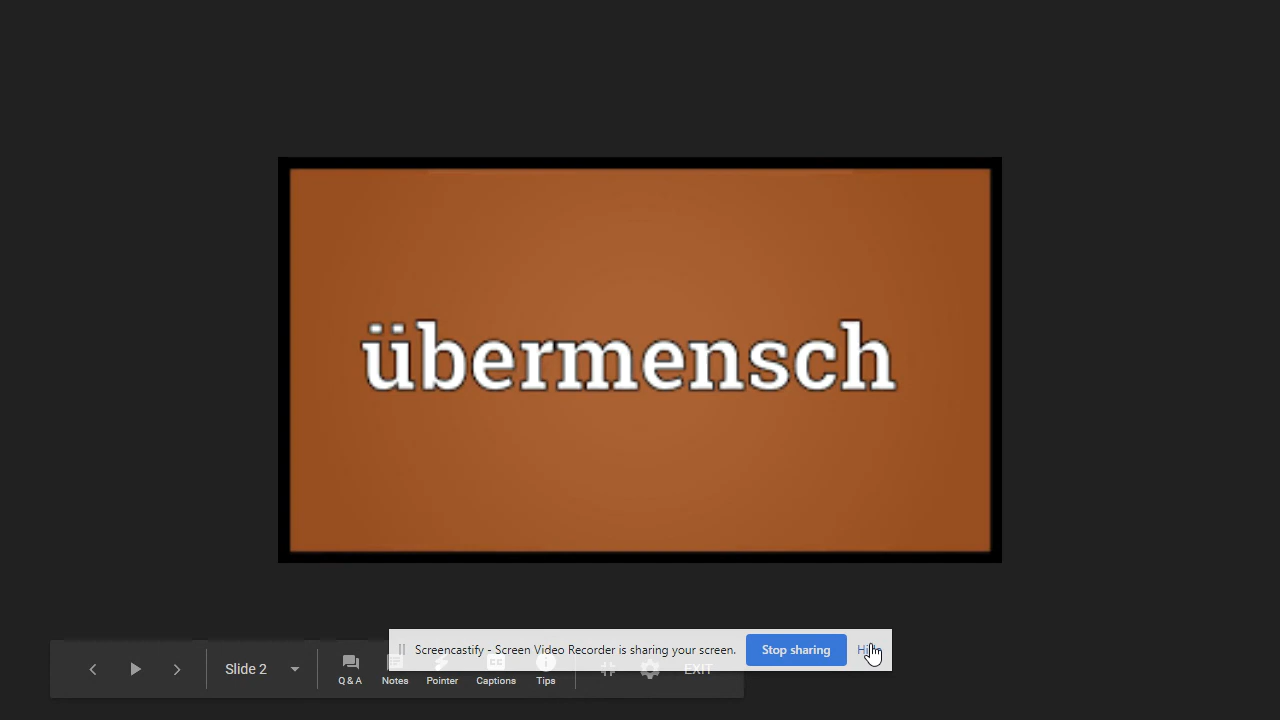 übermensch
Screencastify - Screen Video Recorder is sharing your screen.
Stop sharing
Slide 2
Q & A
Notes
Pointer
Captions
Tips
EXIT